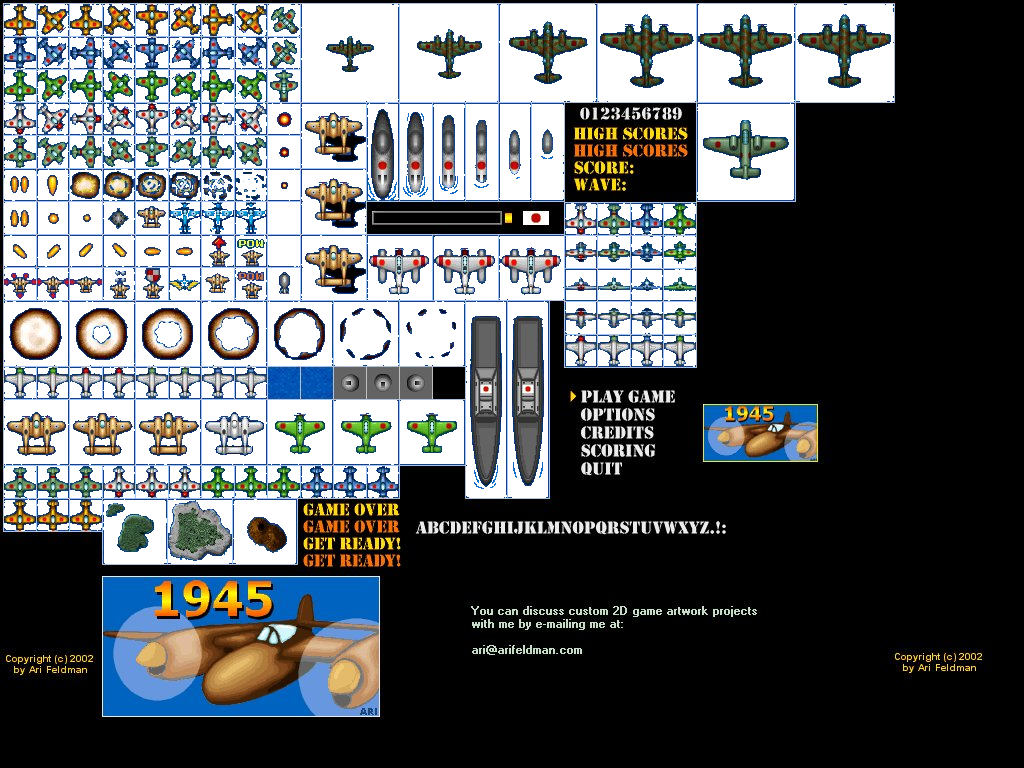 0123456789
HIGH SCORES
HIGH SCORES
SCORE:
WAVE:
POW
POW
PLAY GAME
OPTIONS
CREDITS
SCORING
QUIT
1945
GAME OVER
GAME OVER
GET READY!
GET READY!
ABCDEFGHIJKLMNOPQRSTUVWXYZ.!:
1945
ARI
You can discuss custom 2D game artwork projects
with me by e-mailing me at:
ari@arifeldman.com
Copyright (c) 2002
by Ari Feldman
Copyright (c) 2002
by Ari Feldman